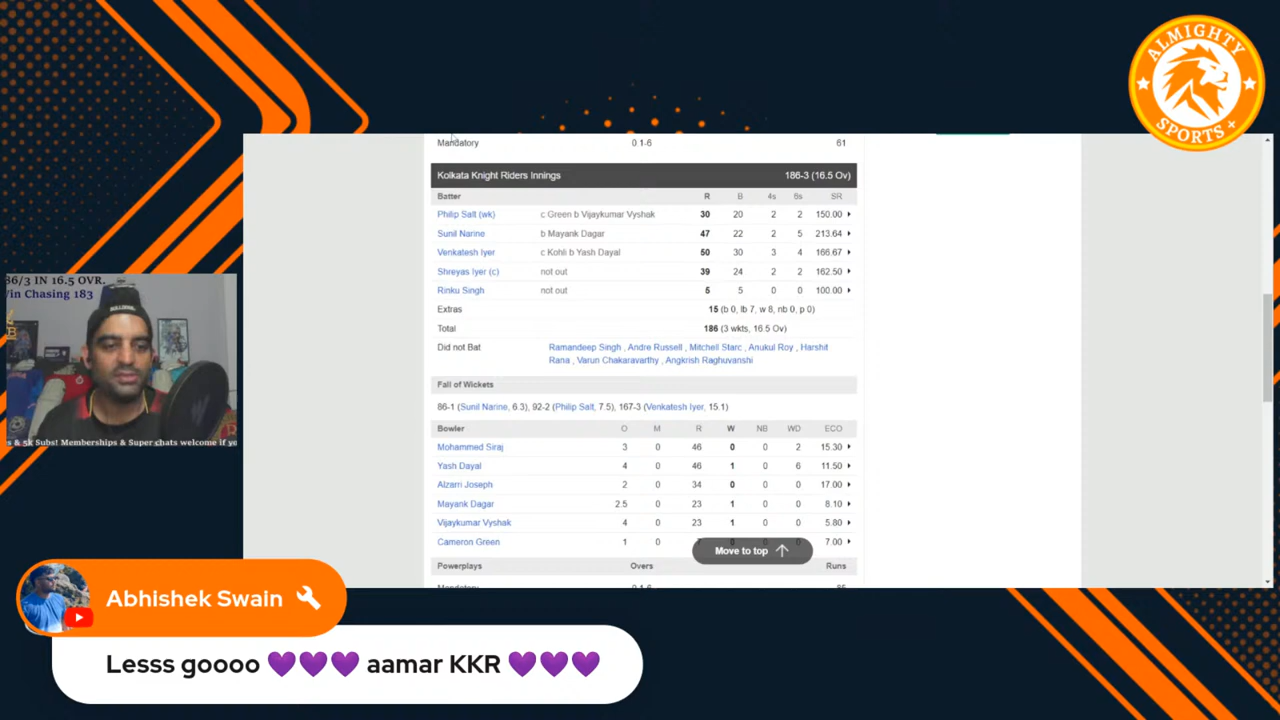 ALMIGHTY
SPORTS+
Mandatory 0.1-6 61
Kolkata Knight Riders Innings 186-3 (16.5 Ov)
Batter R B 4s 6s SR
Philip Salt (wk) c Green b Vijaykumar Vyshak 30 20 2 2 150.00
Sunil Narine b Mayank Dagar 47 22 2 5 213.64
Venkatesh Iyer c Kohli b Yash Dayal 50 30 3 4 166.67
Shreyas Iyer (c) not out 39 24 2 2 162.50
Rinku Singh not out 5 5 0 0 100.00
Extras 15 (b 0, lb 7, w 8, nb 0, p 0)
Total 186 (3 wkts, 16.5 Ov)
Did not Bat Ramandeep Singh , Andre Russell , Mitchell Starc , Anukul Roy , Harshit
Rana , Varun Chakaravarthy , Angkrish Raghuvanshi
Fall of Wickets
86-1 (Sunil Narine, 6.3), 92-2 (Philip Salt, 7.5), 167-3 (Venkatesh Iyer, 15.1)
Bowler O M R W NB WD ECO
Mohammed Siraj 3 0 46 0 0 2 15.30
Yash Dayal 4 0 46 1 0 6 11.50
Alzarri Joseph 2 0 34 0 0 0 17.00
Mayank Dagar 2.5 0 23 1 0 0 8.10
Vijaykumar Vyshak 4 0 23 1 0 0 5.80
Cameron Green 1 0 7.00
Move to top
Powerplays Overs Runs
Mandatory
86/3 IN 16.5 OVR.
in Chasing 183
s & 5k Subs! Memberships & Super chats welcome if yo
Abhishek Swain
Lesss goooo 💜💜💜 aamar KKR 💜💜💜